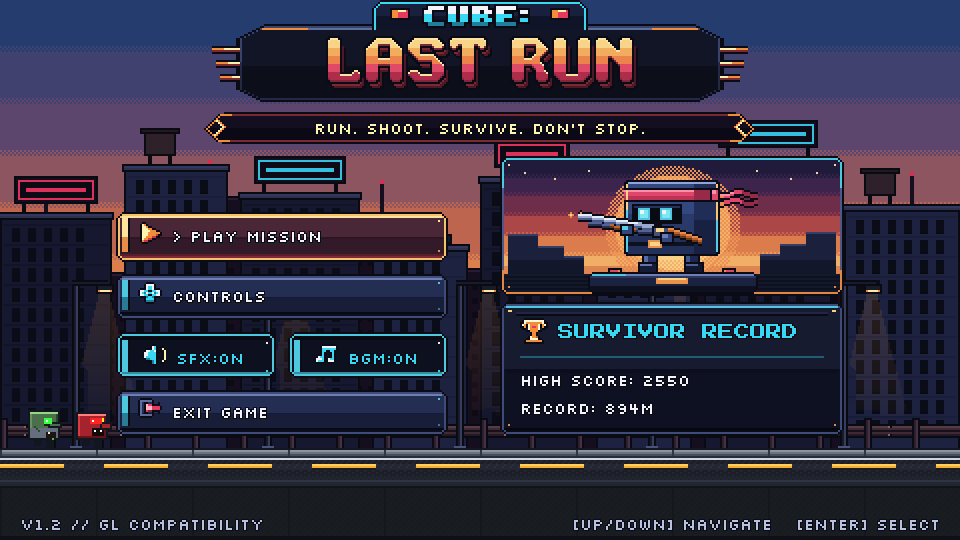 CUBE:
LAST RUN
RUN. SHOOT. SURVIVE. DON'T STOP.
> PLAY MISSION
CONTROLS
SFX:ON
BGM:ON
EXIT GAME
SURVIVOR RECORD
HIGH SCORE: 2550
RECORD: 894M
V1.2 // GL COMPATIBILITY
[UP/DOWN] NAVIGATE [ENTER] SELECT